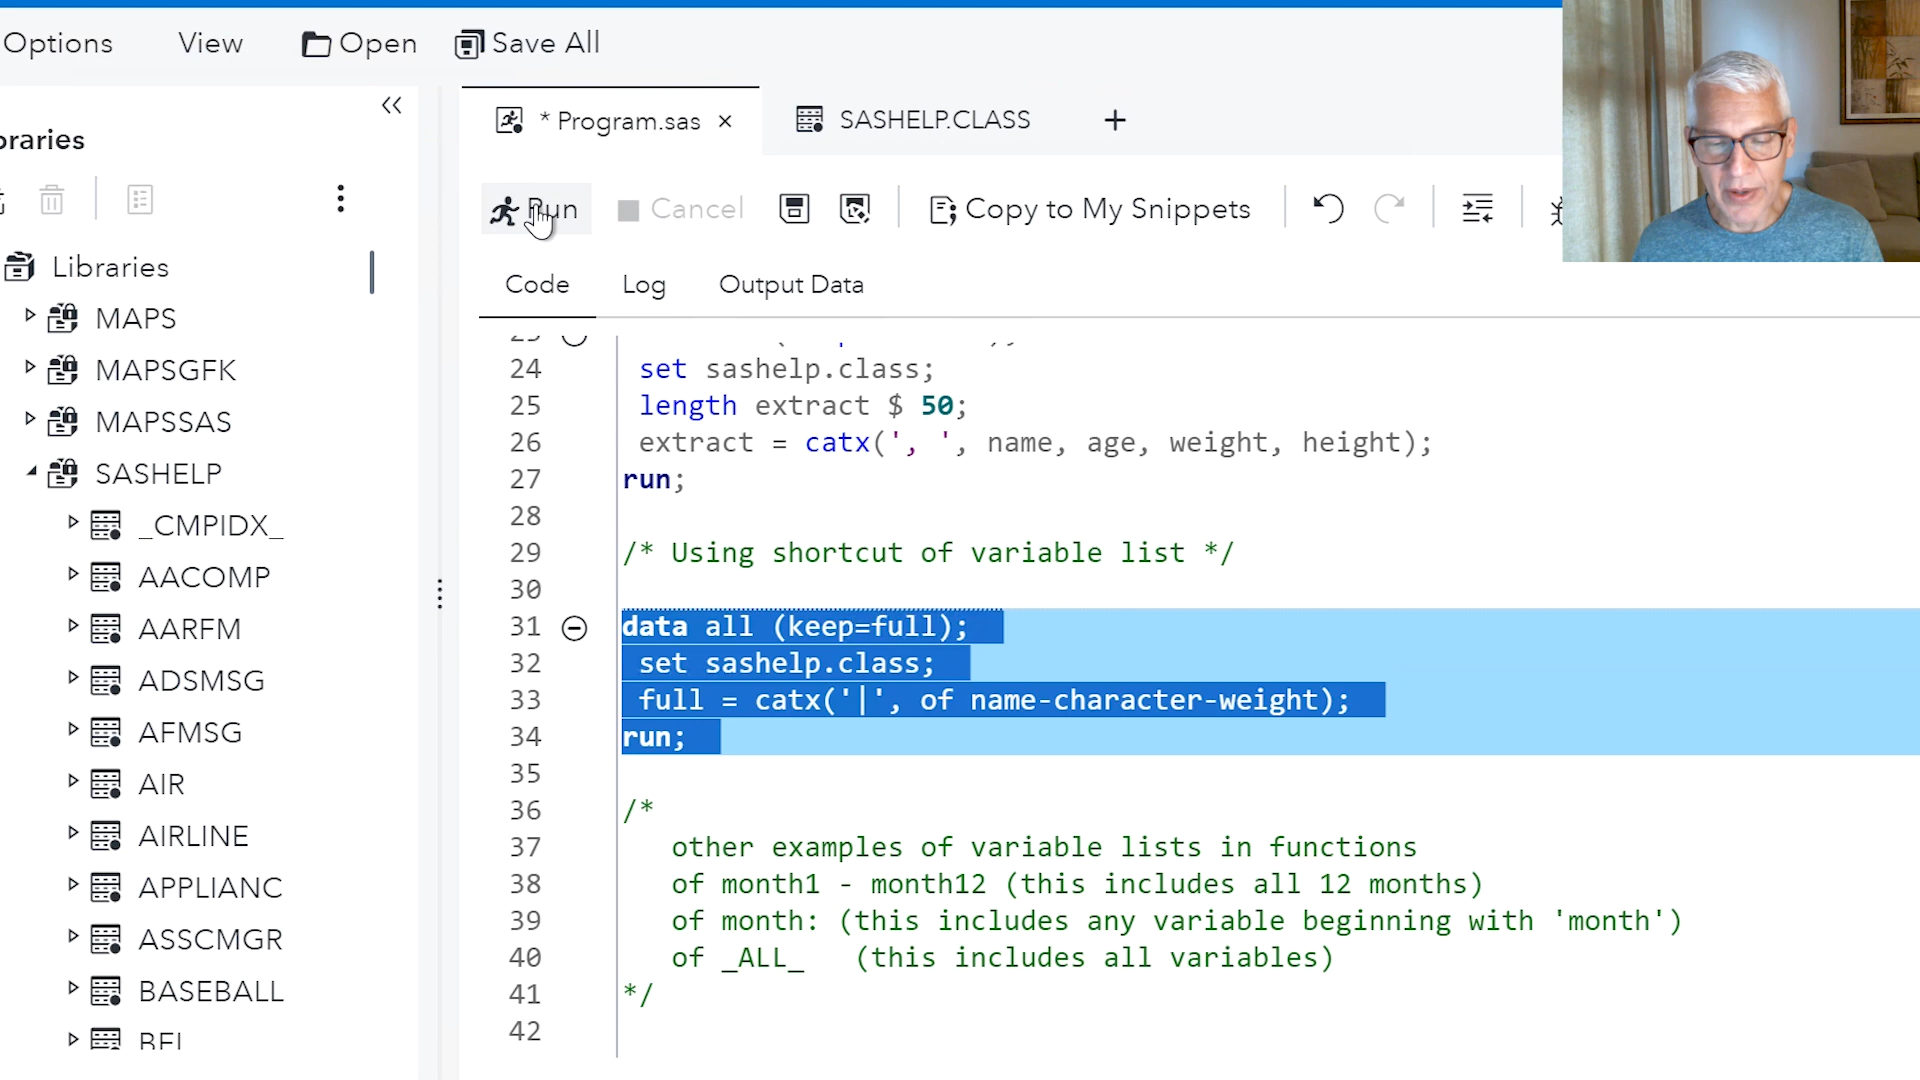 Options View Open Save All
braries
* Program.sas × SASHELP.CLASS +
Run Cancel Copy to My Snippets
Libraries
Code Log Output Data
MAPS
MAPSGFK
MAPSSAS
SASHELP
_CMPIDX_
AACOMP
AARFM
ADSMSG
AFMSG
AIR
AIRLINE
APPLIANC
ASSCMGR
BASEBALL
24 set sashelp.class;
25 length extract $ 50;
26 extract = catx(', ', name, age, weight, height);
27 run;
28
29 /* Using shortcut of variable list */
30
31 data all (keep=full);
32 set sashelp.class;
33 full = catx('|', of name-character-weight);
34 run;
35
36 /*
37 other examples of variable lists in functions
38 of month1 - month12 (this includes all 12 months)
39 of month: (this includes any variable beginning with 'month')
40 of _ALL_ (this includes all variables)
41 */
42